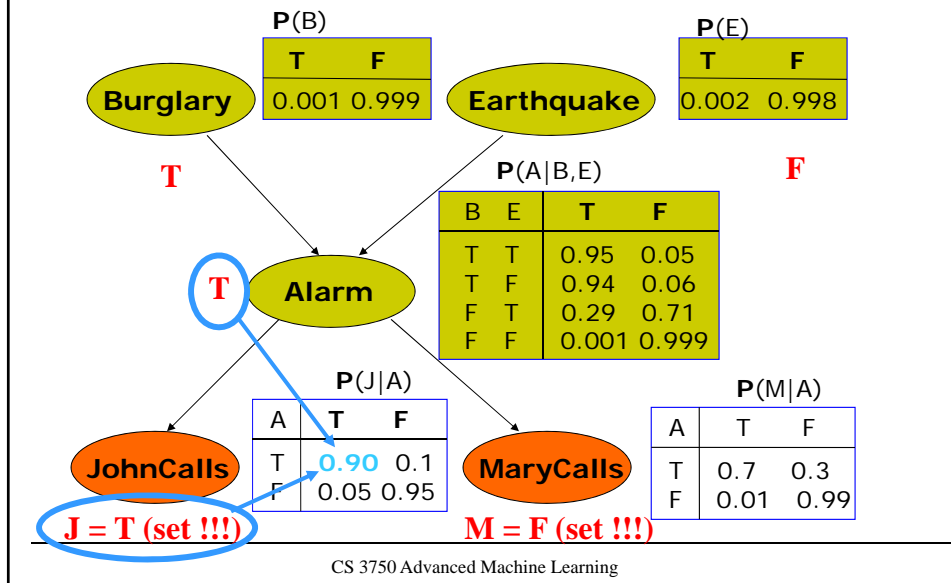 P(B)
T F
0.001 0.999
Burglary
T
P(E)
T F
0.002 0.998
Earthquake
F
P(A|B,E)
B E T F
T T 0.95 0.05
T F 0.94 0.06
F T 0.29 0.71
F F 0.001 0.999
T
Alarm
P(J|A)
A T F
T 0.90 0.1
F 0.05 0.95
JohnCalls
J = T (set !!!)
P(M|A)
A T F
T 0.7 0.3
F 0.01 0.99
MaryCalls
M = F (set !!!)
CS 3750 Advanced Machine Learning